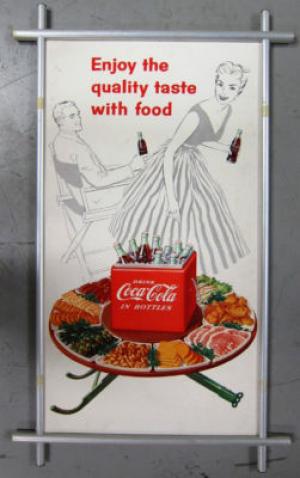 Enjoy the
quality taste
with food
DRINK
Coca-Cola
IN BOTTLES